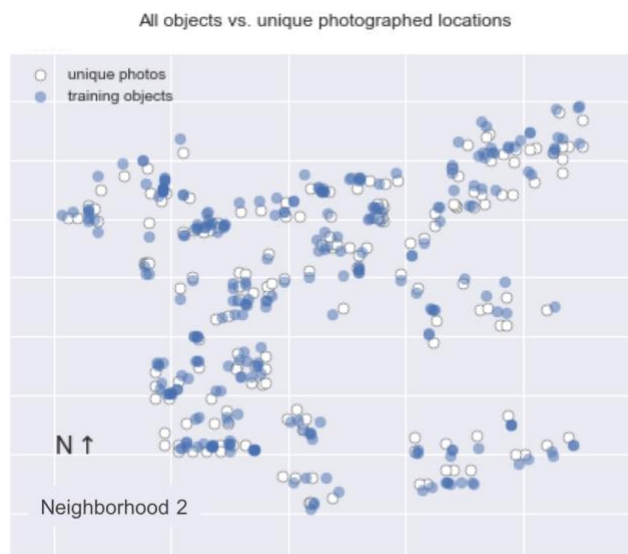 All objects vs. unique photographed locations
unique photos
training objects
N ↑
Neighborhood 2